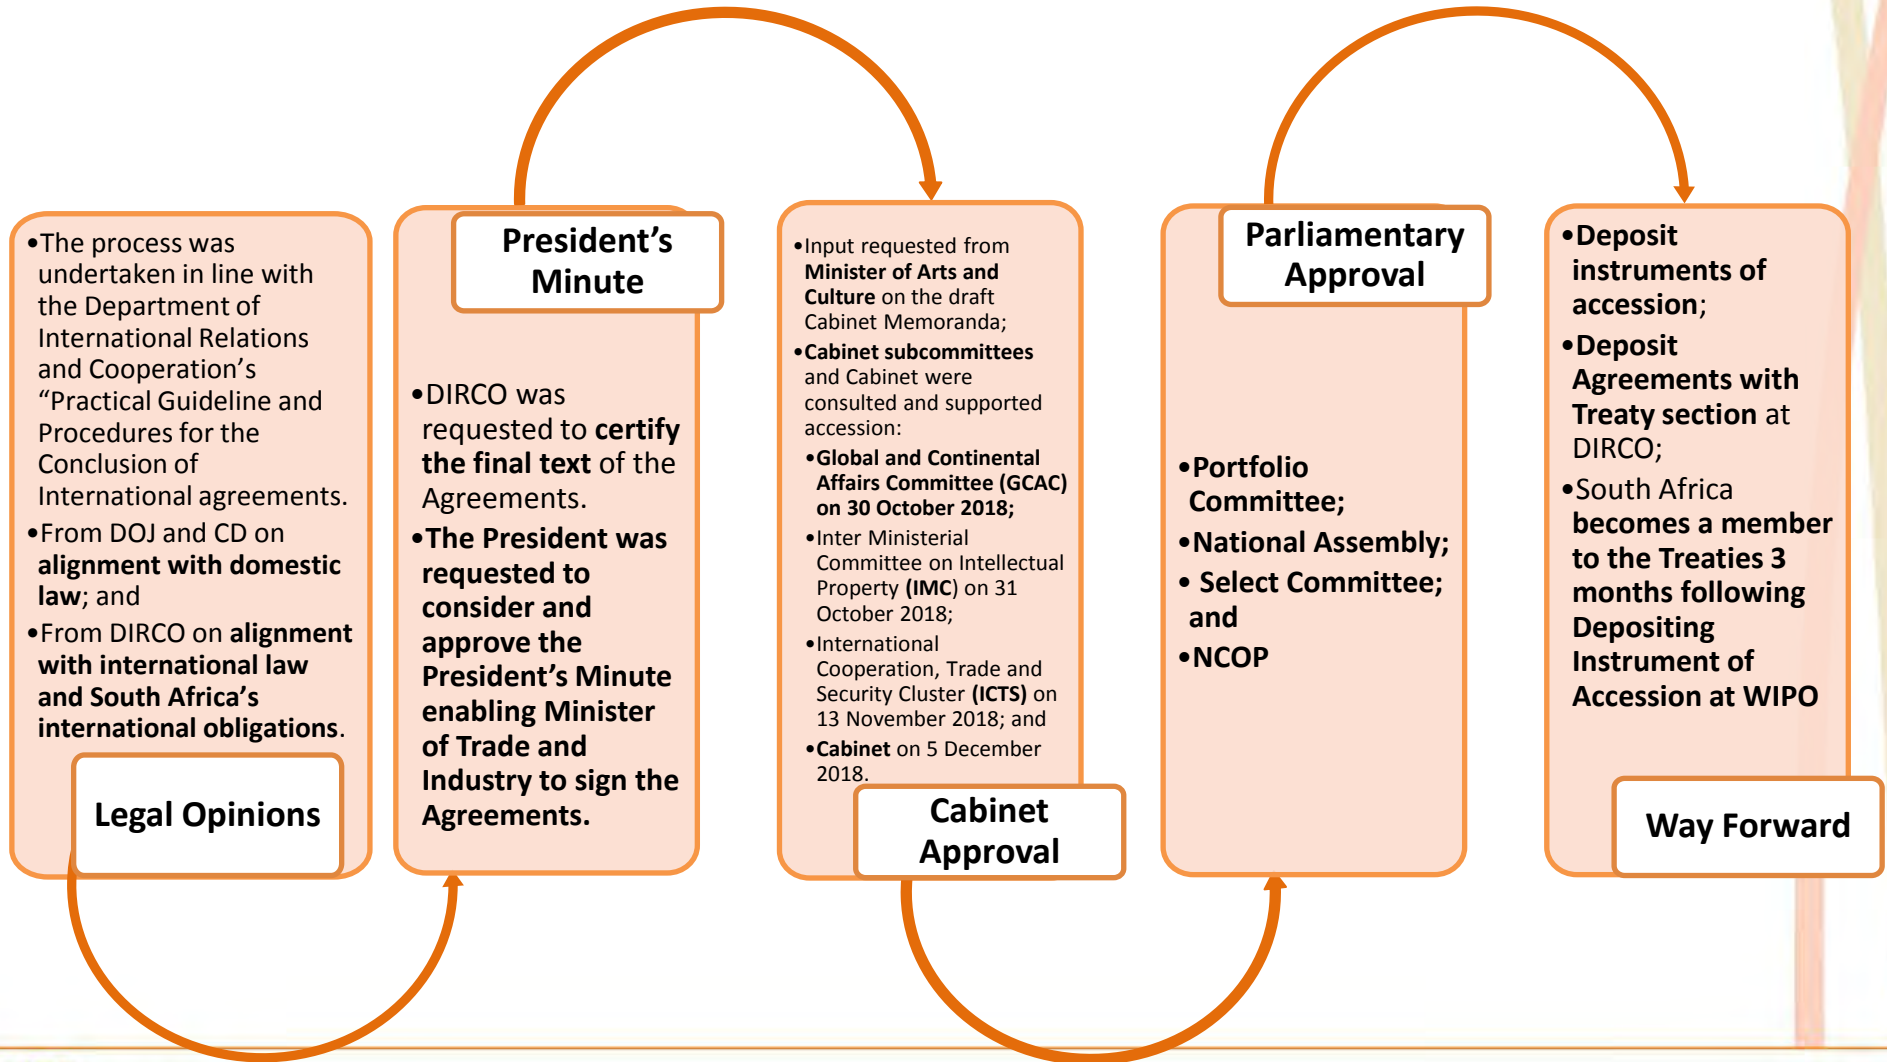 •The process was
undertaken in line with
the Department of
International Relations
and Cooperation’s
“Practical Guideline and
Procedures for the
Conclusion of
International agreements.
•From DOJ and CD on
alignment with domestic
law; and
•From DIRCO on alignment
with international law
and South Africa’s
international obligations.
Legal Opinions
President’s
Minute
•DIRCO was
requested to certify
the final text of the
Agreements.
•The President was
requested to
consider and
approve the
President’s Minute
enabling Minister
of Trade and
Industry to sign the
Agreements.
•Input requested from
Minister of Arts and
Culture on the draft
Cabinet Memoranda;
•Cabinet subcommittees
and Cabinet were
consulted and supported
accession:
•Global and Continental
Affairs Committee (GCAC)
on 30 October 2018;
•Inter Ministerial
Committee on Intellectual
Property (IMC) on 31
October 2018;
•International
Cooperation, Trade and
Security Cluster (ICTS) on
13 November 2018; and
•Cabinet on 5 December
2018.
Cabinet
Approval
Parliamentary
Approval
•Portfolio
Committee;
•National Assembly;
• Select Committee;
and
•NCOP
•Deposit
instruments of
accession;
•Deposit
Agreements with
Treaty section at
DIRCO;
•South Africa
becomes a member
to the Treaties 3
months following
Depositing
Instrument of
Accession at WIPO
Way Forward